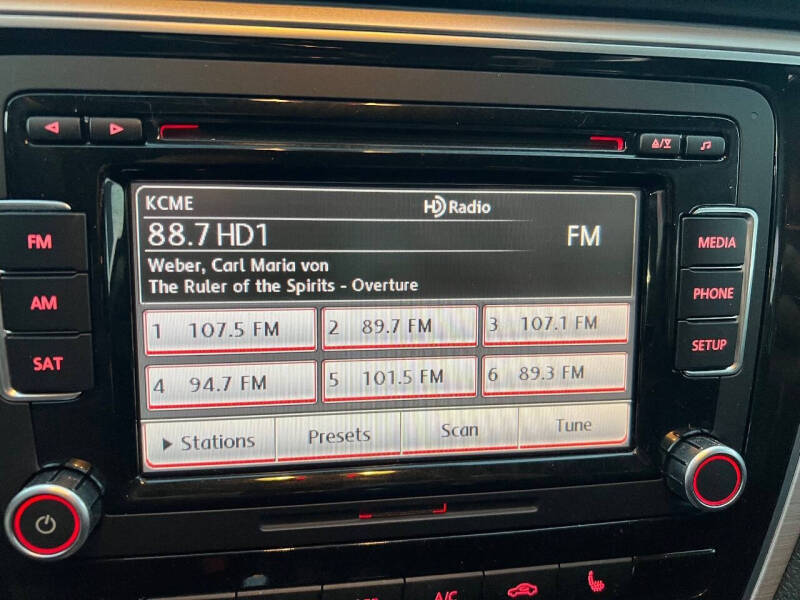 KCME
HD Radio
88.7 HD1
FM
Weber, Carl Maria von
The Ruler of the Spirits - Overture
1 107.5 FM
2 89.7 FM
3 107.1 FM
4 94.7 FM
5 101.5 FM
6 89.3 FM
Stations
Presets
Scan
Tune
FM
AM
SAT
MEDIA
PHONE
SETUP
A/C